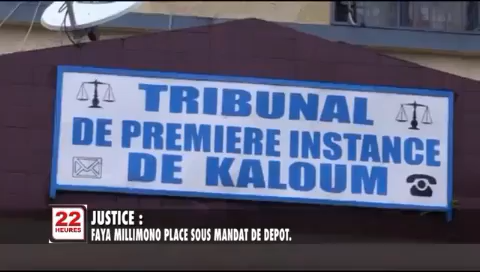 TRIBUNAL
DE PREMIERE INSTANCE
DE KALOUM
22
HEURES
JUSTICE :
FAYA MILLIMONO PLACE SOUS MANDAT DE DEPOT.